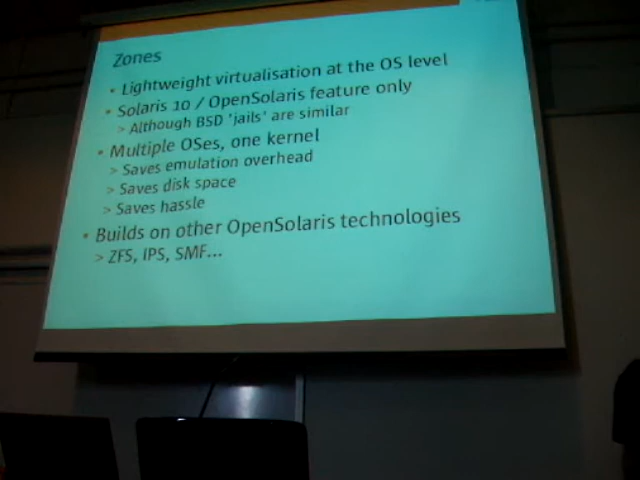 Zones
• Lightweight virtualisation at the OS level
• Solaris 10 / OpenSolaris feature only
> Although BSD 'jails' are similar
• Multiple OSes, one kernel
> Saves emulation overhead
> Saves disk space
> Saves hassle
• Builds on other OpenSolaris technologies
> ZFS, IPS, SMF...